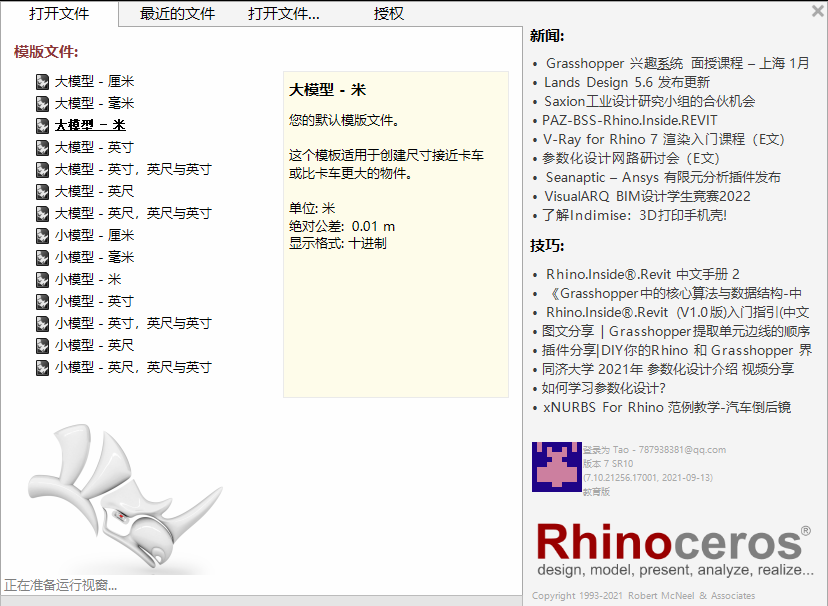 打开文件 最近的文件 打开文件... 授权
模版文件:
大模型 - 厘米
大模型 - 毫米
大模型 - 米
大模型 - 英寸
大模型 - 英寸，英尺与英寸
大模型 - 英尺
大模型 - 英尺，英尺与英寸
小模型 - 厘米
小模型 - 毫米
小模型 - 米
小模型 - 英寸
小模型 - 英寸，英尺与英寸
小模型 - 英尺
小模型 - 英尺，英尺与英寸
大模型 - 米
您的默认模版文件。
这个模板适用于创建尺寸接近卡车
或比卡车更大的物件。
单位: 米
绝对公差: 0.01 m
显示格式: 十进制
正在准备运行视窗...
新闻:
• Grasshopper 兴趣系统 面授课程 – 上海 1月
• Lands Design 5.6 发布更新
• Saxion工业设计研究小组的合伙机会
• PAZ-BSS-Rhino.Inside.REVIT
• V-Ray for Rhino 7 渲染入门课程（E文）
• 参数化设计网路研讨会（E文）
• Seanaptic – Ansys 有限元分析插件发布
• VisualARQ BIM设计学生竞赛2022
• 了解Indimise: 3D打印手机壳!
技巧:
• Rhino.Inside®.Revit 中文手册 2
• 《Grasshopper中的核心算法与数据结构-中
• Rhino.Inside®.Revit (V1.0版)入门指引(中文
• 图文分享 | Grasshopper提取单元边线的顺序
• 插件分享|DIY你的Rhino 和 Grasshopper 界
• 同济大学 2021年 参数化设计介绍 视频分享
• 如何学习参数化设计?
• xNURBS For Rhino 范例教学-汽车倒后镜
登录为 Tao - 787938381@qq.com
版本 7 SR10
(7.10.21256.17001, 2021-09-13)
教育版
Rhinoceros®
design, model, present, analyze, realize...
Copyright 1993-2021 Robert McNeel & Associates